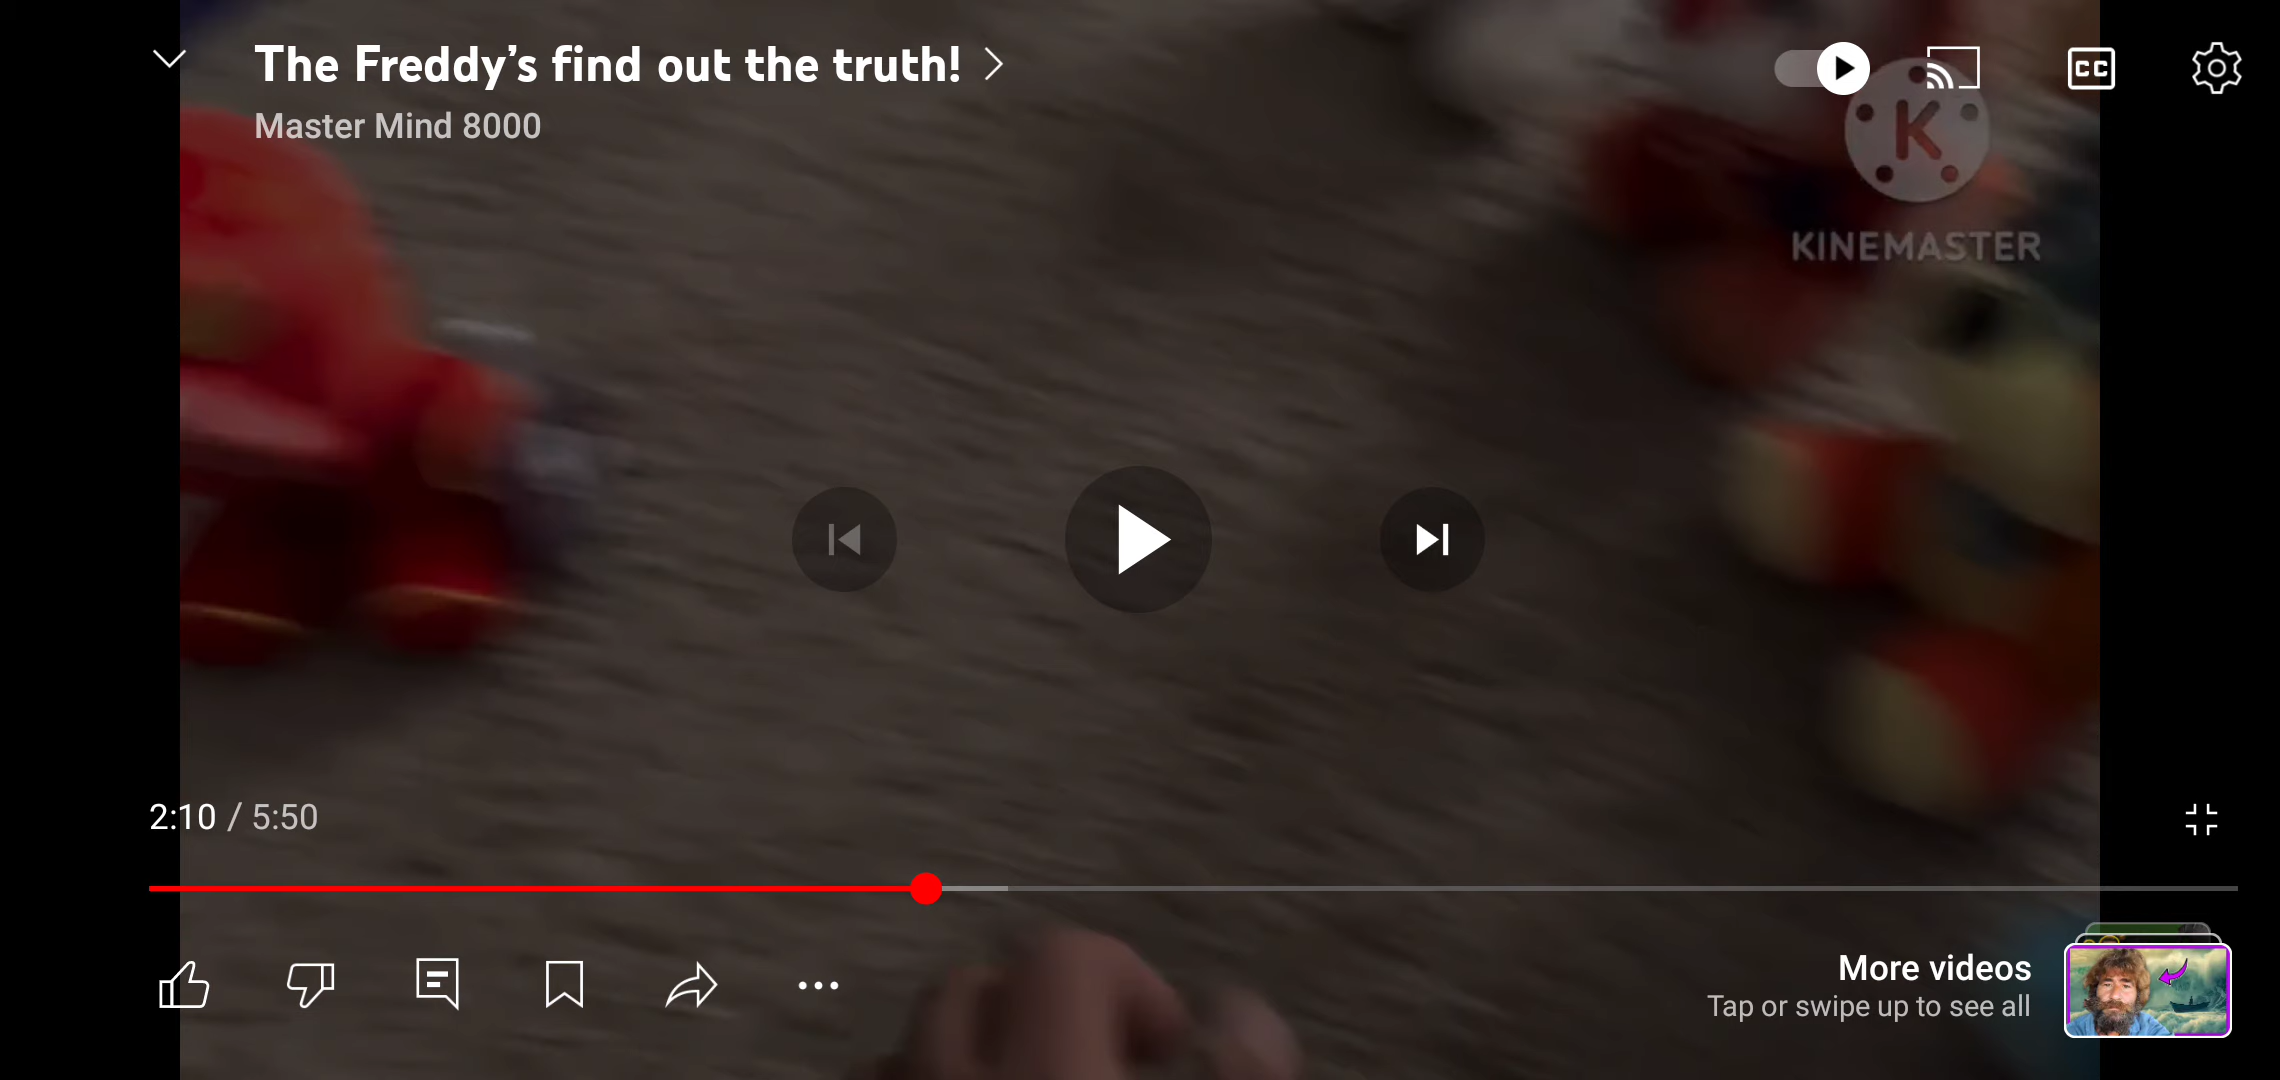 The Freddy’s find out the truth!
Master Mind 8000
CC
K
KINEMASTER
2:10 / 5:50
More videos
Tap or swipe up to see all